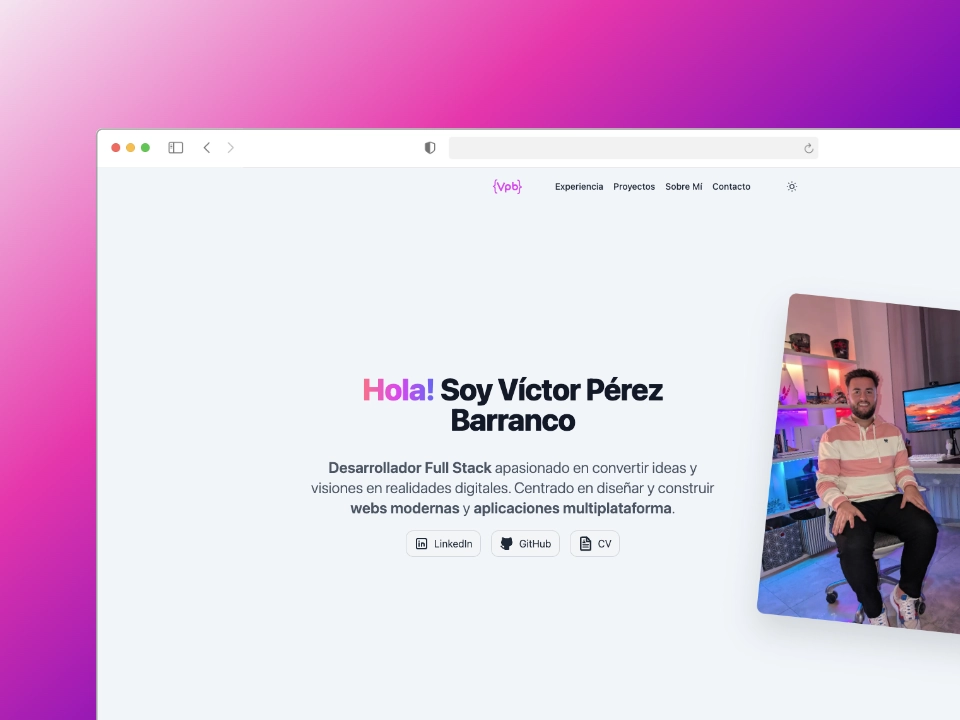 {Vpb}
Experiencia Proyectos Sobre Mí Contacto
Hola! Soy Víctor Pérez
Barranco
Desarrollador Full Stack apasionado en convertir ideas y
visiones en realidades digitales. Centrado en diseñar y construir
webs modernas y aplicaciones multiplataforma.
LinkedIn GitHub CV